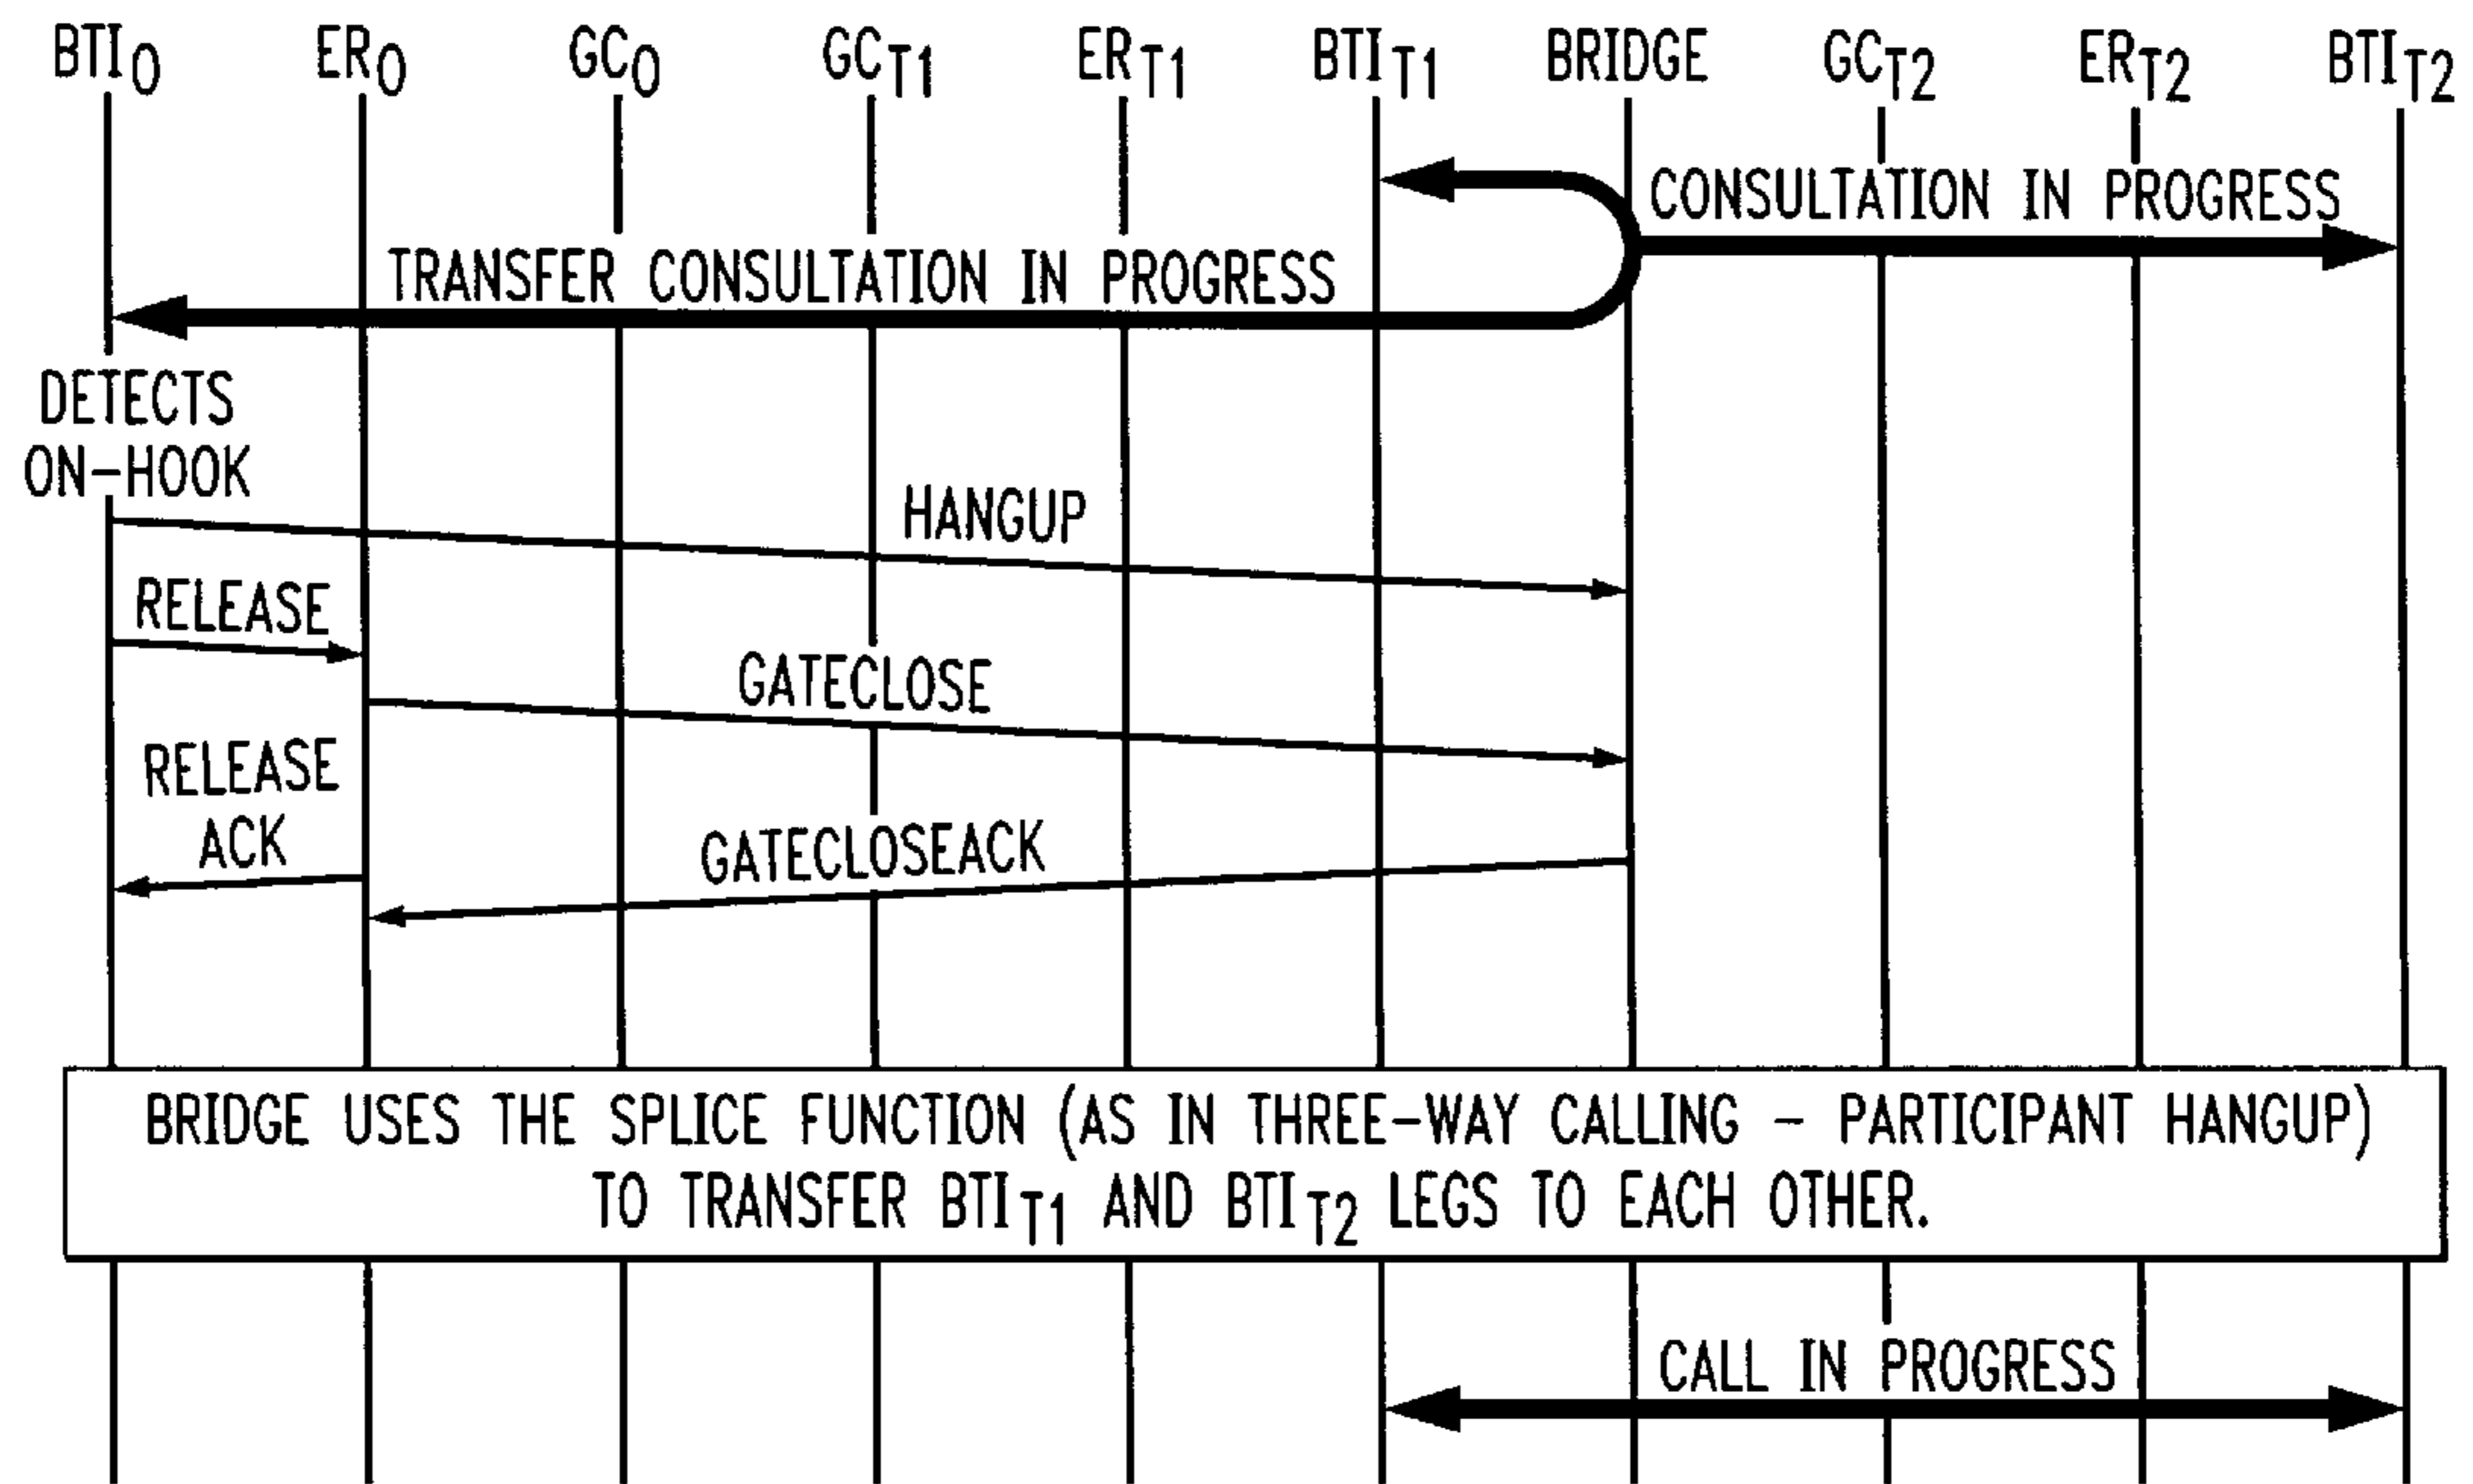 BTIO ERO GCO GCT1 ERT1 BTIT1 BRIDGE GCT2 ERT2 BTIT2
CONSULTATION IN PROGRESS
TRANSFER CONSULTATION IN PROGRESS
DETECTS
ON-HOOK
HANGUP
RELEASE
GATECLOSE
RELEASE
ACK
GATECLOSEACK
BRIDGE USES THE SPLICE FUNCTION (AS IN THREE-WAY CALLING - PARTICIPANT HANGUP)
TO TRANSFER BTIT1 AND BTIT2 LEGS TO EACH OTHER.
CALL IN PROGRESS